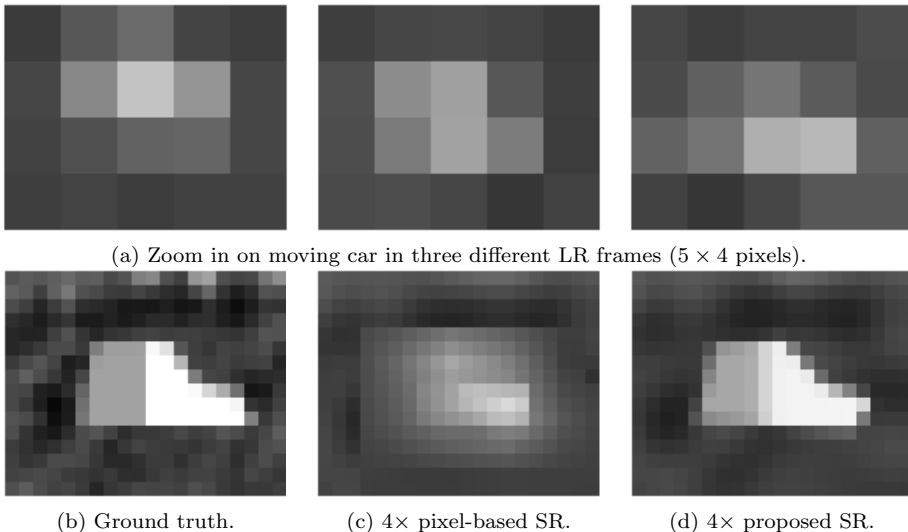 (a) Zoom in on moving car in three different LR frames (5 × 4 pixels).
(b) Ground truth.
(c) 4× pixel-based SR.
(d) 4× proposed SR.